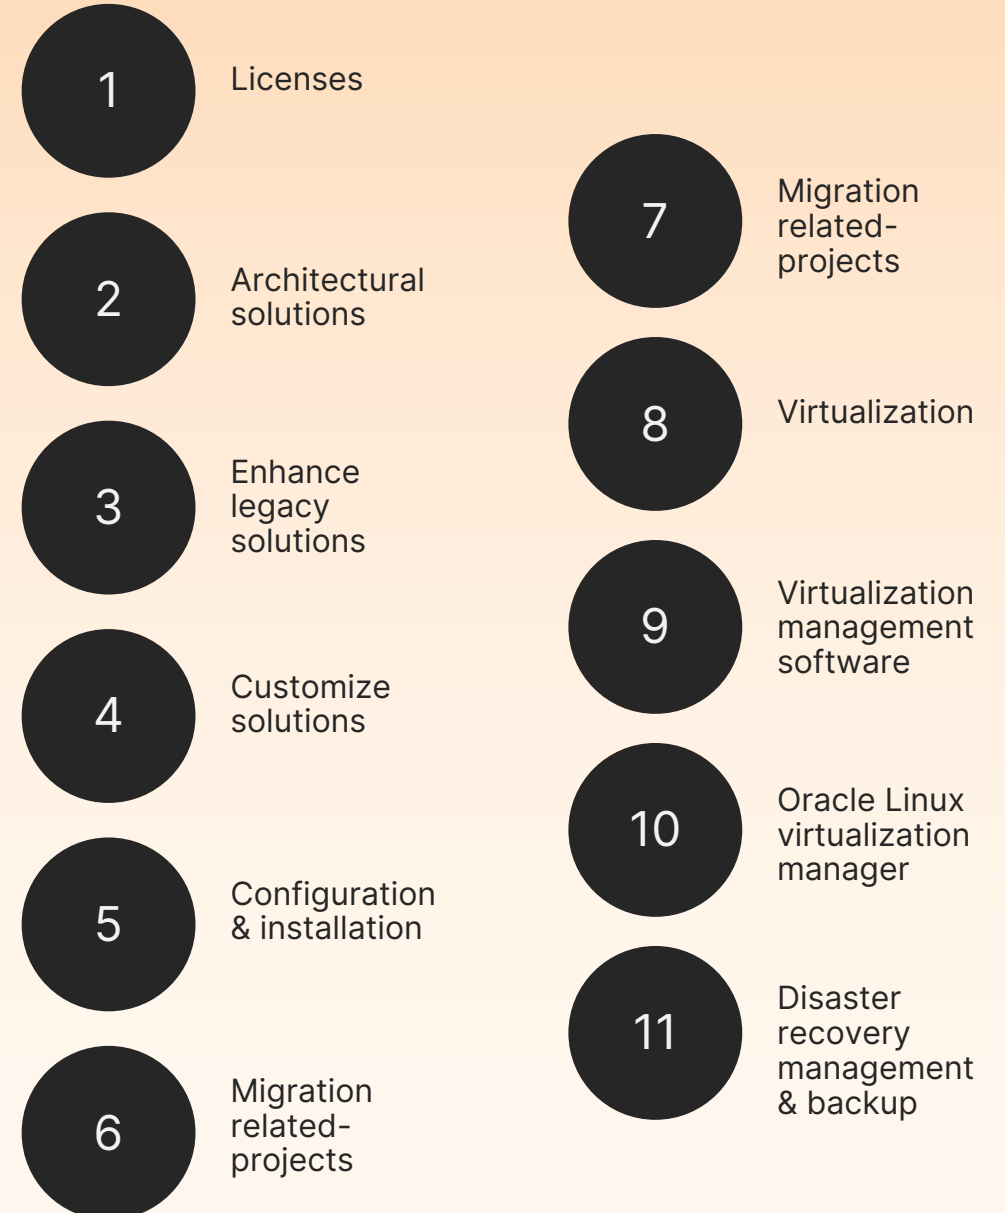 1
Licenses
2
Architectural
solutions
3
Enhance
legacy
solutions
4
Customize
solutions
5
Configuration
& installation
6
Migration
related-
projects
7
Migration
related-
projects
8
Virtualization
9
Virtualization
management
software
10
Oracle Linux
virtualization
manager
11
Disaster
recovery
management
& backup